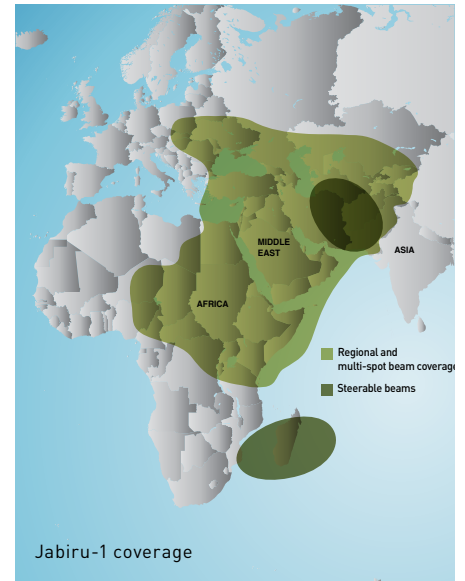 MIDDLE
EAST
ASIA
AFRICA
Regional and
multi-spot beam coverage
Steerable beams
Jabiru-1 coverage